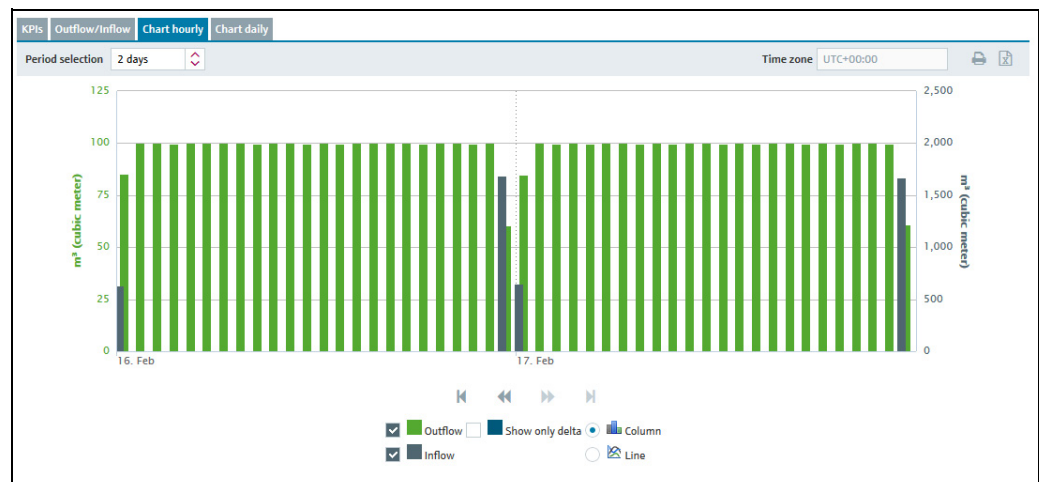 KPIs Outflow/Inflow Chart hourly Chart daily
Period selection 2 days Time zone UTC+00:00
125 2,500
100 2,000
75 1,500
50 1,000
25 500
0 0
m³ (cubic meter)
m³ (cubic meter)
16. Feb 17. Feb
Outflow Show only delta Column
Inflow Line